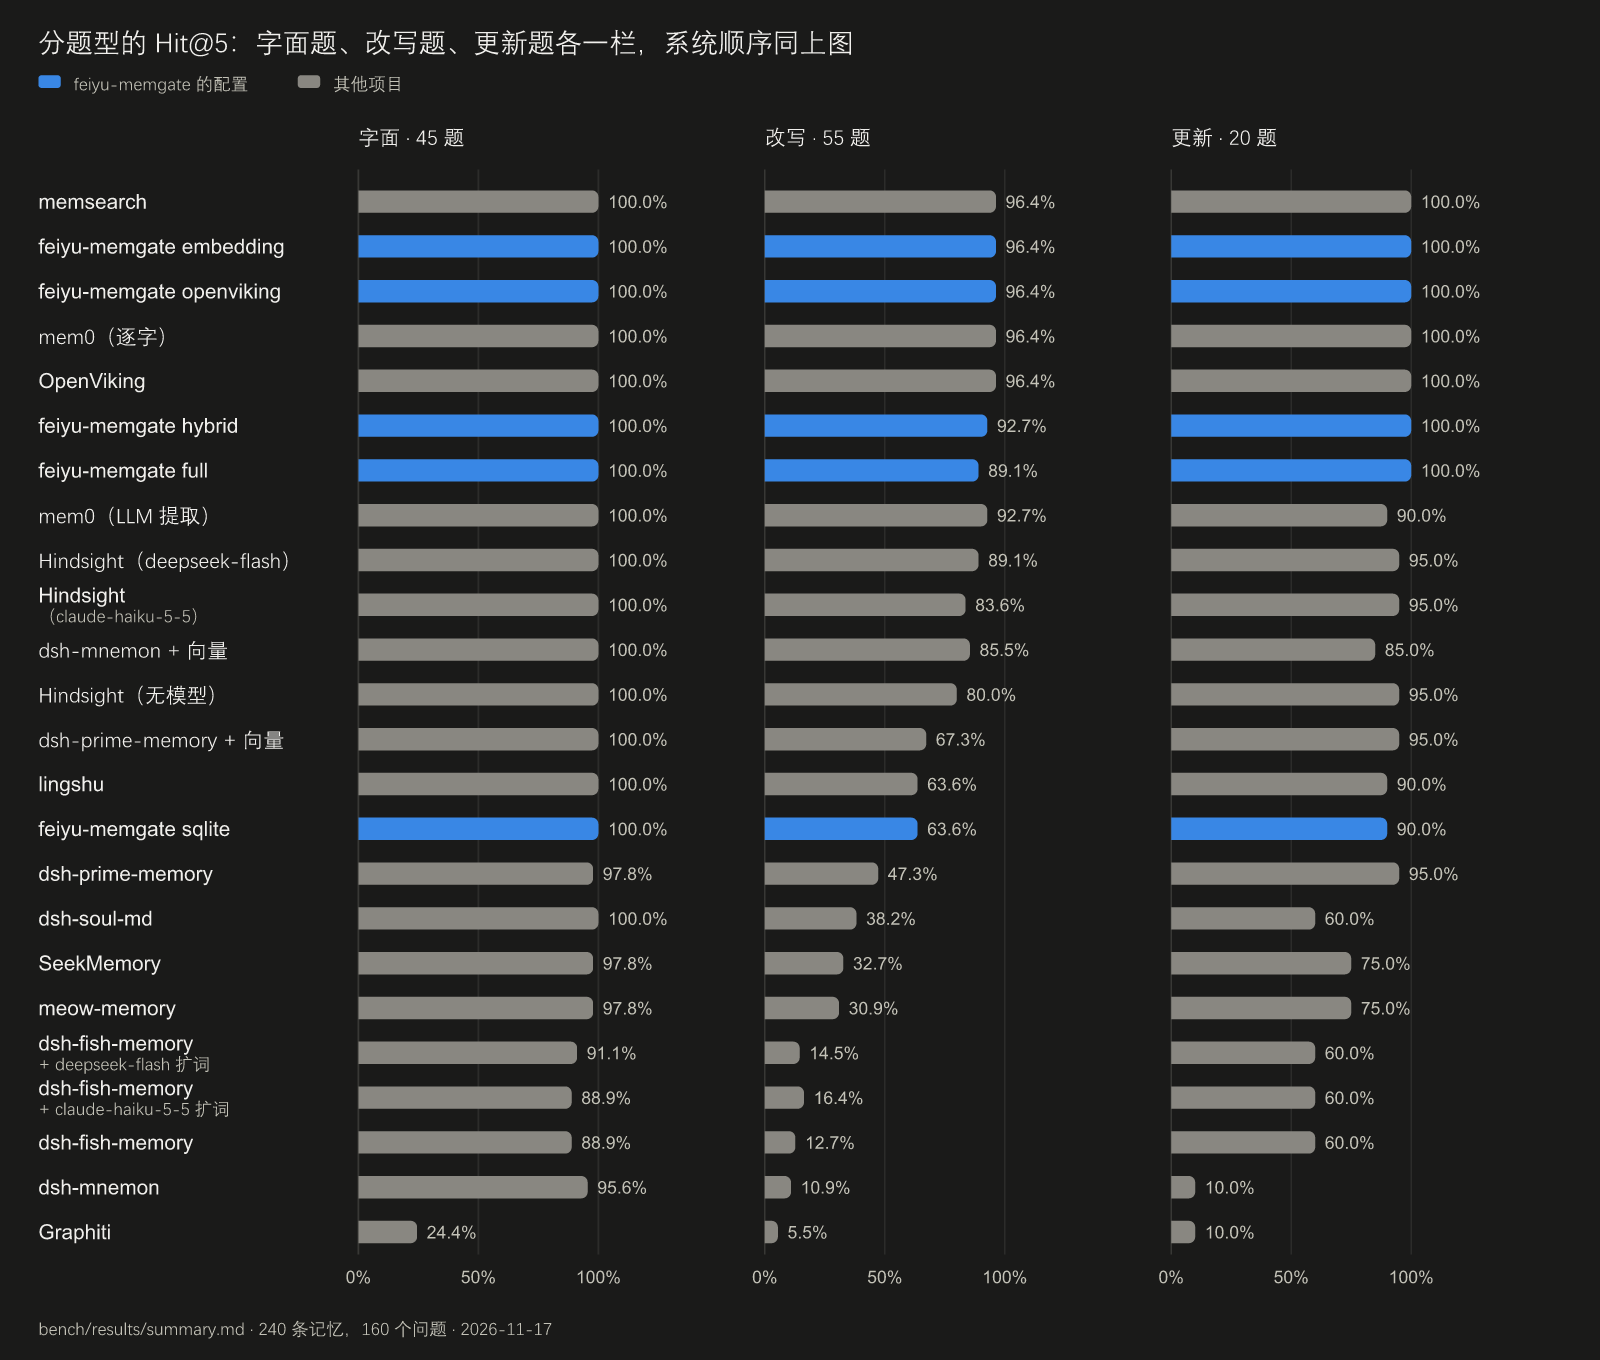 分题型的 Hit@5：字面题、改写题、更新题各一栏，系统顺序同上图
feiyu-memgate 的配置 其他项目
字面 · 45 题 改写 · 55 题 更新 · 20 题
memsearch 100.0% 96.4% 100.0%
feiyu-memgate embedding 100.0% 96.4% 100.0%
feiyu-memgate openviking 100.0% 96.4% 100.0%
mem0（逐字） 100.0% 96.4% 100.0%
OpenViking 100.0% 96.4% 100.0%
feiyu-memgate hybrid 100.0% 92.7% 100.0%
feiyu-memgate full 100.0% 89.1% 100.0%
mem0（LLM 提取） 100.0% 92.7% 90.0%
Hindsight（deepseek-flash） 100.0% 89.1% 95.0%
Hindsight
（claude-haiku-5-5） 100.0% 83.6% 95.0%
dsh-mnemon + 向量 100.0% 85.5% 85.0%
Hindsight（无模型） 100.0% 80.0% 95.0%
dsh-prime-memory + 向量 100.0% 67.3% 95.0%
lingshu 100.0% 63.6% 90.0%
feiyu-memgate sqlite 100.0% 63.6% 90.0%
dsh-prime-memory 97.8% 47.3% 95.0%
dsh-soul-md 100.0% 38.2% 60.0%
SeekMemory 97.8% 32.7% 75.0%
meow-memory 97.8% 30.9% 75.0%
dsh-fish-memory
+ deepseek-flash 扩词 91.1% 14.5% 60.0%
dsh-fish-memory
+ claude-haiku-5-5 扩词 88.9% 16.4% 60.0%
dsh-fish-memory 88.9% 12.7% 60.0%
dsh-mnemon 95.6% 10.9% 10.0%
Graphiti 24.4% 5.5% 10.0%
0% 50% 100% 0% 50% 100% 0% 50% 100%
bench/results/summary.md · 240 条记忆，160 个问题 · 2026-11-17